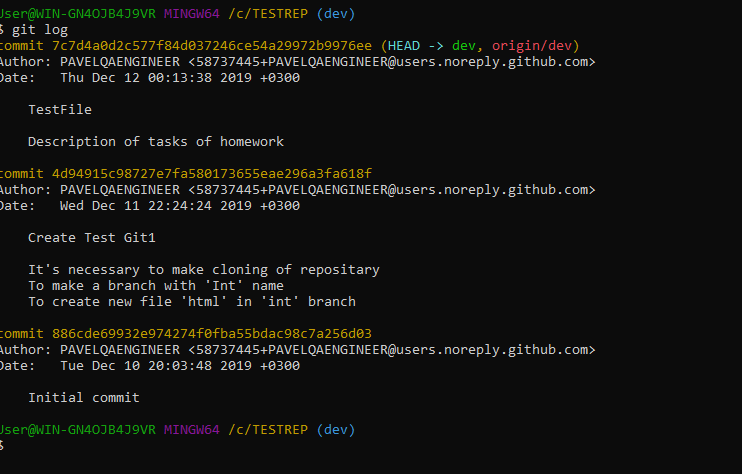 User@WIN-GN4OJB4J9VR MINGW64 /c/TESTREP (dev)
$ git log
commit 7c7d4a0d2c577f84d037246ce54a29972b9976ee (HEAD -> dev, origin/dev)
Author: PAVELQAENGINEER <58737445+PAVELQAENGINEER@users.noreply.github.com>
Date:   Thu Dec 12 00:13:38 2019 +0300
TestFile
Description of tasks of homework
commit 4d94915c98727e7fa580173655eae296a3fa618f
Author: PAVELQAENGINEER <58737445+PAVELQAENGINEER@users.noreply.github.com>
Date:   Wed Dec 11 22:24:24 2019 +0300
Create Test Git1
It's necessary to make cloning of repositary
To make a branch with 'Int' name
To create new file 'html' in 'int' branch
commit 886cde69932e974274f0fba55bdac98c7a256d03
Author: PAVELQAENGINEER <58737445+PAVELQAENGINEER@users.noreply.github.com>
Date:   Tue Dec 10 20:03:48 2019 +0300
Initial commit
User@WIN-GN4OJB4J9VR MINGW64 /c/TESTREP (dev)
$